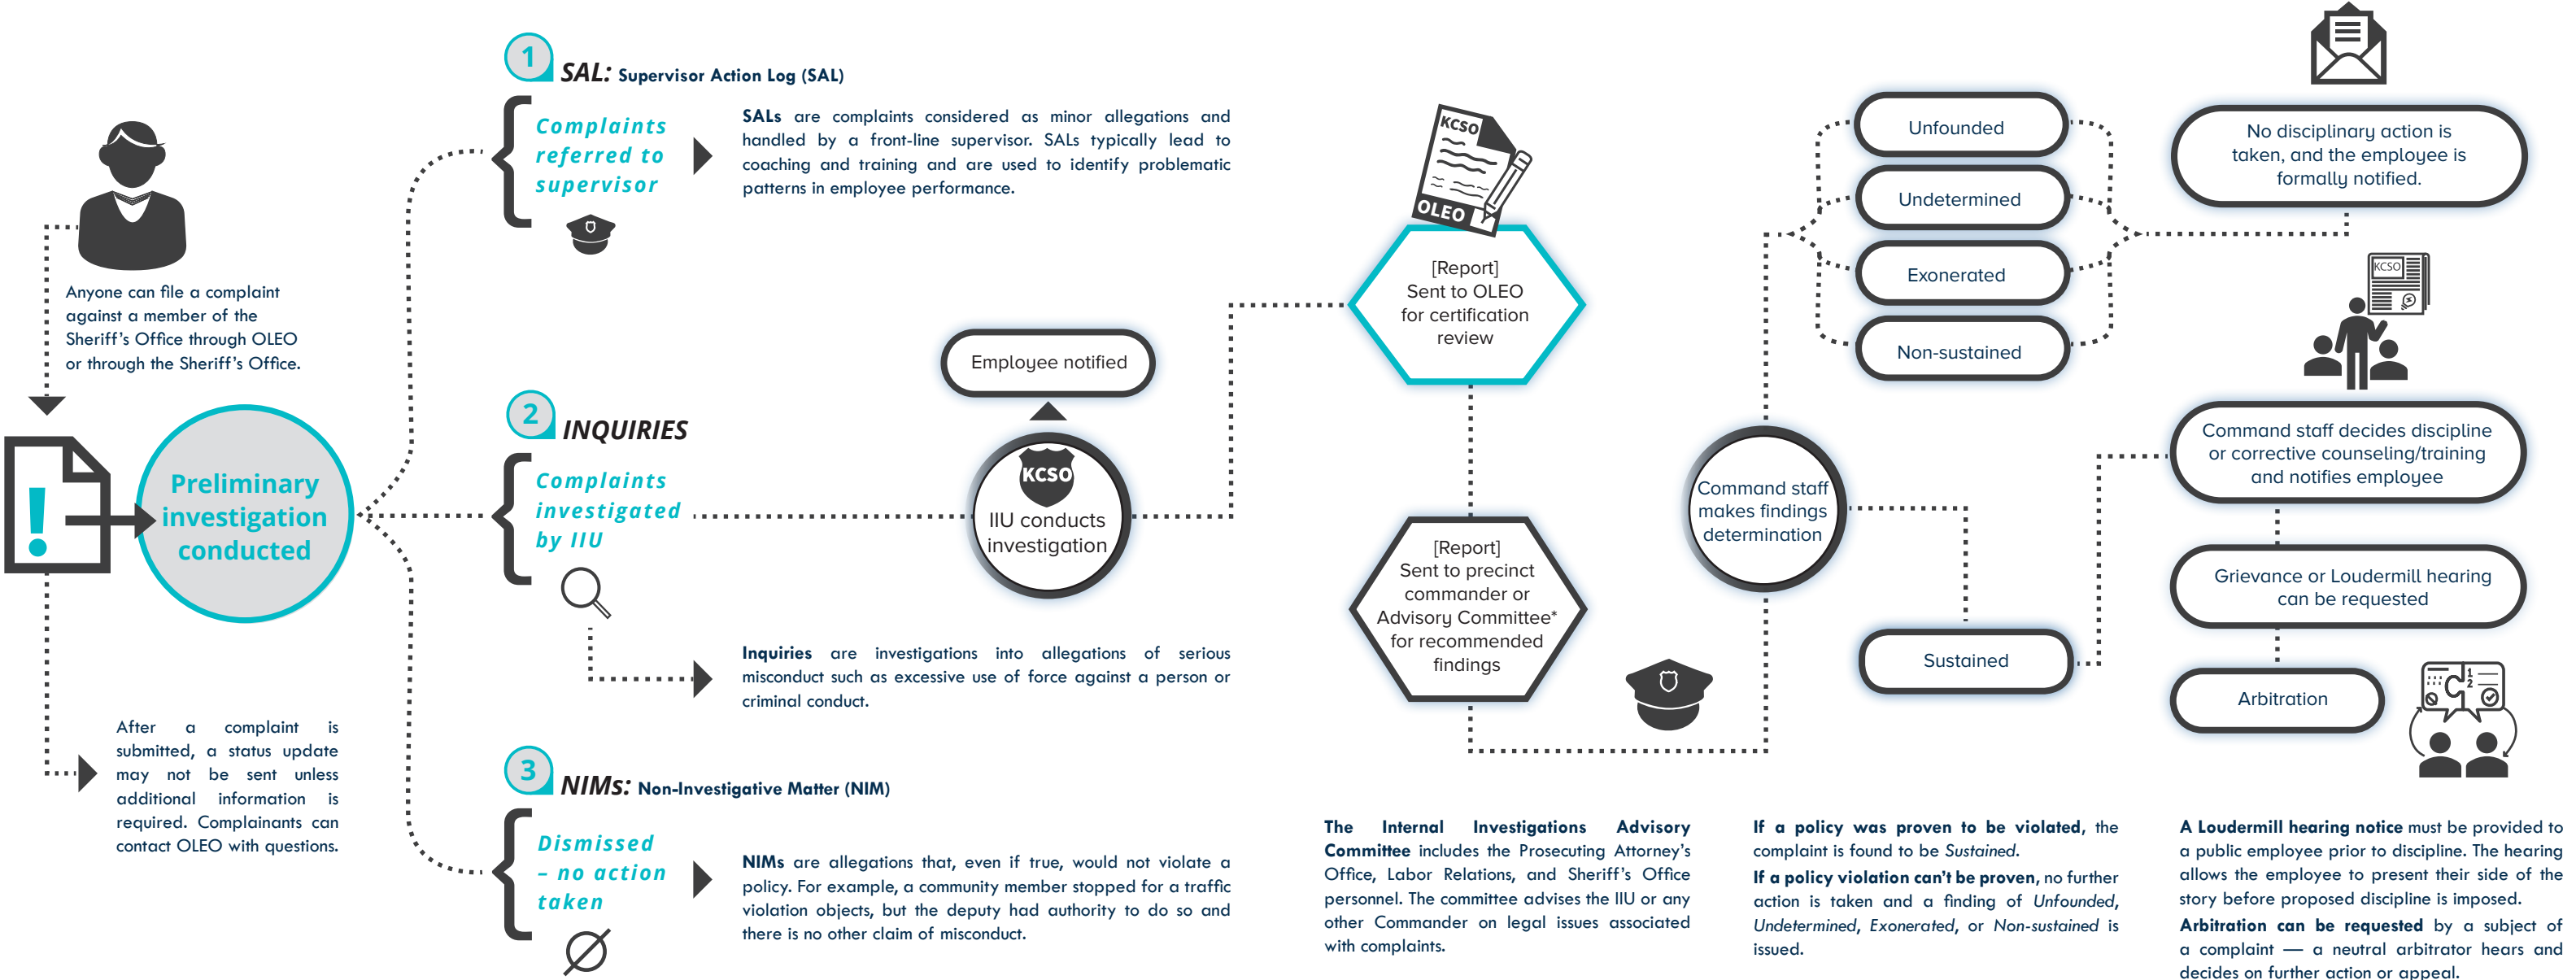 Anyone can file a complaint
against a member of the
Sheriff's Office through OLEO
or through the Sheriff's Office.
!
Preliminary
investigation
conducted
After a complaint is
submitted, a status update
may not be sent unless
additional information is
required. Complainants can
contact OLEO with questions.
1
SAL: Supervisor Action Log (SAL)
Complaints
referred to
supervisor
SALs are complaints considered as minor allegations and
handled by a front-line supervisor. SALs typically lead to
coaching and training and are used to identify problematic
patterns in employee performance.
2
INQUIRIES
Complaints
investigated
by IIU
Employee notified
KCSO
IIU conducts
investigation
Inquiries are investigations into allegations of serious
misconduct such as excessive use of force against a person or
criminal conduct.
3
NIMs: Non-Investigative Matter (NIM)
Dismissed
– no action
taken
NIMs are allegations that, even if true, would not violate a
policy. For example, a community member stopped for a traffic
violation objects, but the deputy had authority to do so and
there is no other claim of misconduct.
KCSO
OLEO
[Report]
Sent to OLEO
for certification
review
[Report]
Sent to precinct
commander or
Advisory Committee*
for recommended
findings
The Internal Investigations Advisory
Committee includes the Prosecuting Attorney's
Office, Labor Relations, and Sheriff's Office
personnel. The committee advises the IIU or any
other Commander on legal issues associated
with complaints.
Command staff
makes findings
determination
Unfounded
Undetermined
Exonerated
Non-sustained
Sustained
If a policy was proven to be violated, the
complaint is found to be Sustained.
If a policy violation can't be proven, no further
action is taken and a finding of Unfounded,
Undetermined, Exonerated, or Non-sustained is
issued.
No disciplinary action is
taken, and the employee is
formally notified.
KCSO
Command staff decides discipline
or corrective counseling/training
and notifies employee
Grievance or Loudermill hearing
can be requested
Arbitration
1
2
A Loudermill hearing notice must be provided to
a public employee prior to discipline. The hearing
allows the employee to present their side of the
story before proposed discipline is imposed.
Arbitration can be requested by a subject of
a complaint — a neutral arbitrator hears and
decides on further action or appeal.